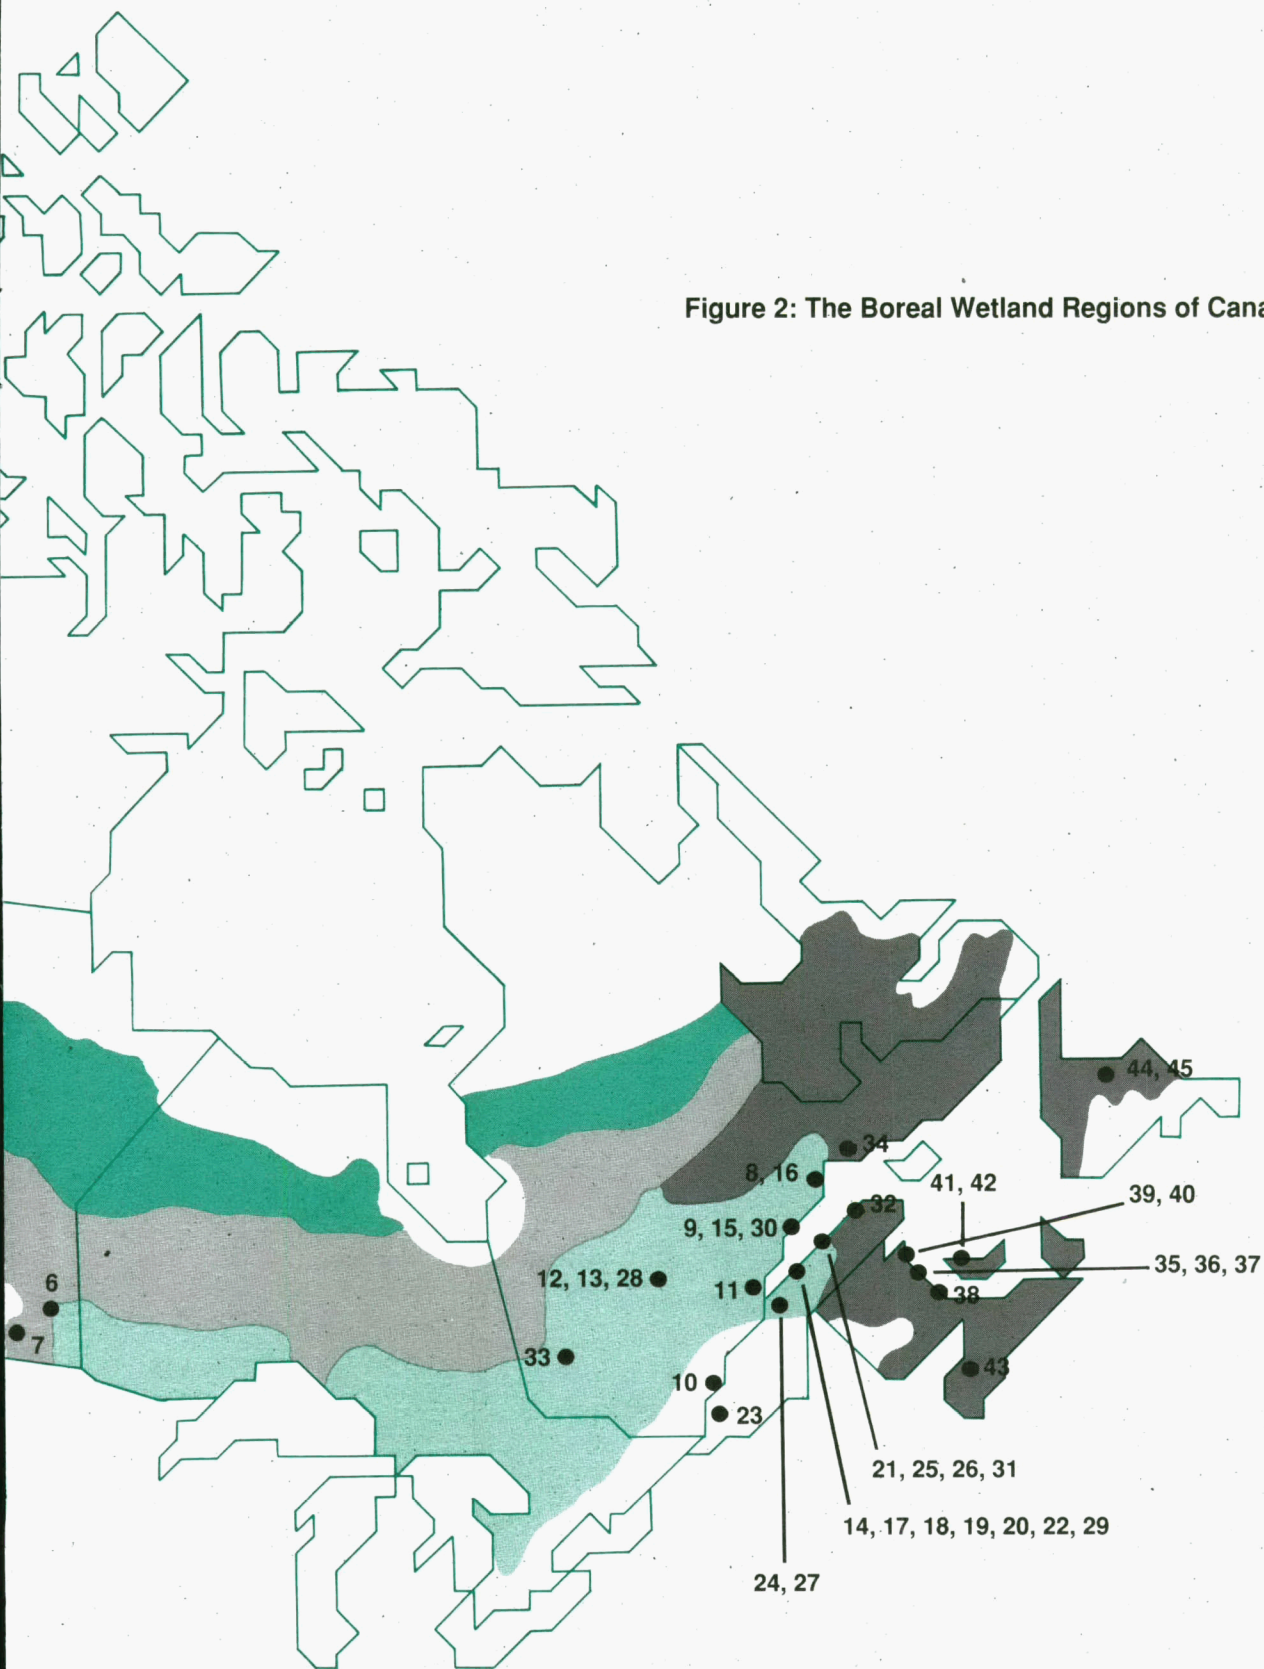 Figure 2: The Boreal Wetland Regions of Cana
44, 45
34
8, 16
41, 42
39, 40
32
9, 15, 30
35, 36, 37
6
12, 13, 28
11
38
7
33
43
10
23
21, 25, 26, 31
14, 17, 18, 19, 20, 22, 29
24, 27